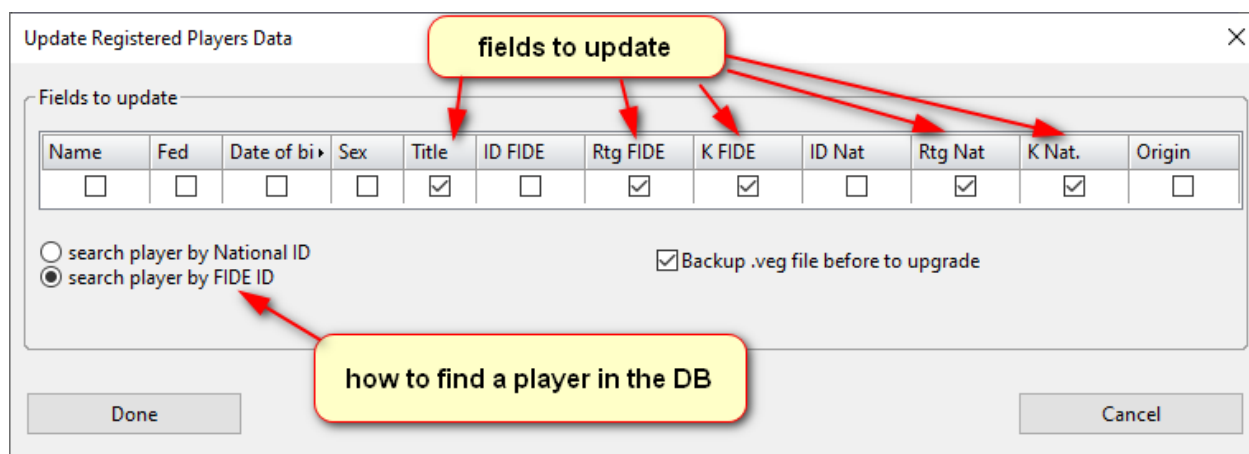 Update Registered Players Data
fields to update
Fields to update
Name Fed Date of bi Sex Title ID FIDE Rtg FIDE K FIDE ID Nat Rtg Nat K Nat. Origin
search player by National ID
search player by FIDE ID
Backup .veg file before to upgrade
how to find a player in the DB
Done Cancel